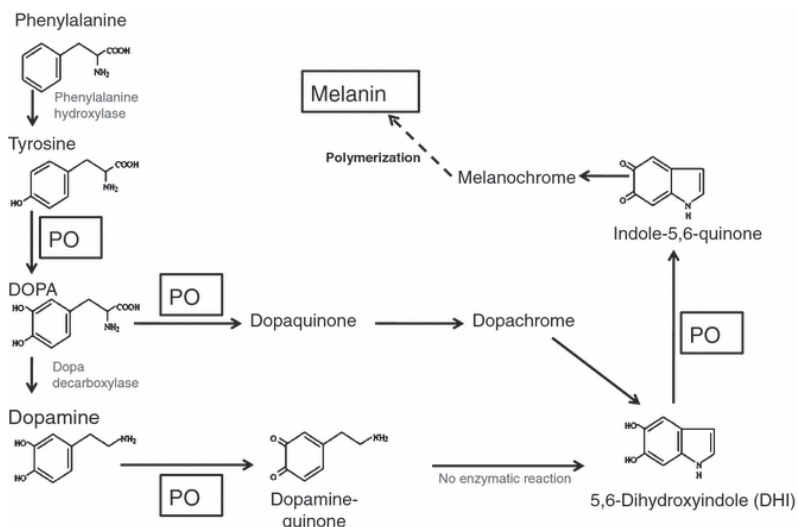 Phenylalanine
COOH
NH₂
Phenylalanine
hydroxylase
Melanin
Tyrosine
COOH
NH₂
HO
Polymerization
Melanochrome
O
O
N
H
Indole-5,6-quinone
PO
DOPA
HO
HO
COOH
NH₂
PO
Dopaquinone
Dopachrome
PO
Dopa
decarboxylase
Dopamine
HO
HO
NH₂
PO
O
O
NH₂
Dopamine-
quinone
No enzymatic reaction
HO
HO
N
H
5,6-Dihydroxyindole (DHI)